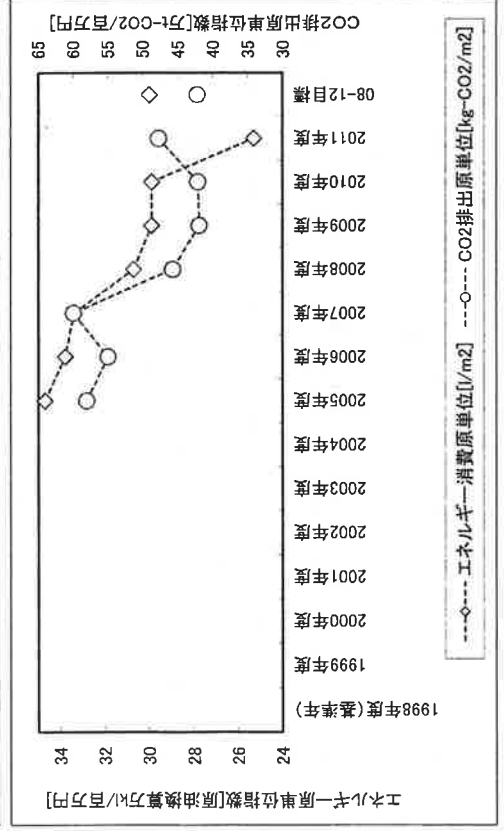 エネルギー原単位指数[原油換算万kl/百万円]
34
32
30
28
26
24
CO2排出原単位指数[万t-CO2/百万円]
65
60
55
50
45
40
35
30
1998年度(基準年)
1999年度
2000年度
2001年度
2002年度
2003年度
2004年度
2005年度
2006年度
2007年度
2008年度
2009年度
2010年度
2011年度
08-12目標
エネルギー消費原単位[l/m2] CO2排出原単位[kg-CO2/m2]